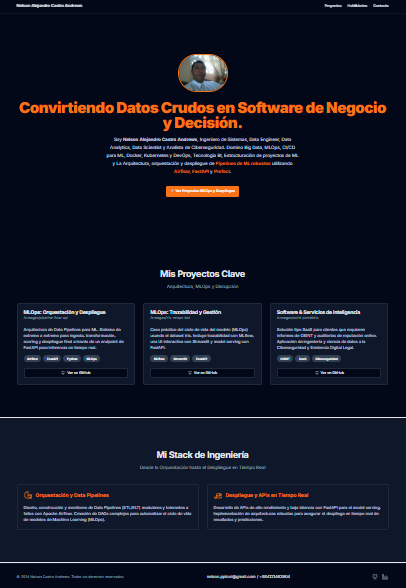 Nelson Alejandro Castro Andrews
Proyectos Habilidades Contacto
Convirtiendo Datos Crudos en Software de Negocio
y Decisión.
Soy Nelson Alejandro Castro Andrews, Ingeniero de Sistemas, Data Engineer, Data
Analytics, Data Scientist y Analista de Ciberseguridad. Domino Big Data, MLOps, CI/CD
para ML, Docker, Kubernetes y DevOps, Tecnología BI, Estructuración de proyectos de ML
y La Arquitectura, orquestación y despliegue de Pipelines de ML robustos utilizando
Airflow, FastAPI y Prefect.
Ver Proyectos MLOps y Despliegue
Mis Proyectos Clave
Arquitectura, MLOps y Disrupción
MLOps: Orquestación y Despliegue
Arquitectura de Data Pipelines para ML. Sistema de
extremo a extremo para ingesta, transformación,
scoring y despliegue final a través de un endpoint de
FastAPI para inferencia en tiempo real.
Airflow FastAPI Python MLOps
Ver en GitHub
MLOps: Trazabilidad y Gestión
Caso práctico del ciclo de vida del modelo (MLOps)
usando el dataset Iris. Incluye trazabilidad con MLflow,
una UI interactiva con Streamlit y model serving con
FastAPI.
MLflow Streamlit FastAPI
Ver en GitHub
Software & Servicios de Inteligencia
Solución tipo SaaS para clientes que requieren
informes de OSINT y auditorías de reputación online.
Aplicación de ingeniería y ciencia de datos a la
Ciberseguridad y Evidencia Digital Legal.
OSINT SaaS Ciberseguridad
Ver en GitHub
Mi Stack de Ingeniería
Desde la Orquestación hasta el Despliegue en Tiempo Real
Orquestación y Data Pipelines
Diseño, construcción y monitoreo de Data Pipelines (ETL/ELT) modulares y tolerantes a
fallos con Apache Airflow. Creación de DAGs complejos para automatizar el ciclo de vida
de modelos de Machine Learning (MLOps).
Despliegue y APIs en Tiempo Real
Desarrollo de APIs de alto rendimiento y baja latencia con FastAPI para el model serving.
Implementación de arquitecturas robustas para asegurar el despliegue en tiempo real de
resultados y predicciones.
Nelson Castro Andrews. Todos los derechos reservados.